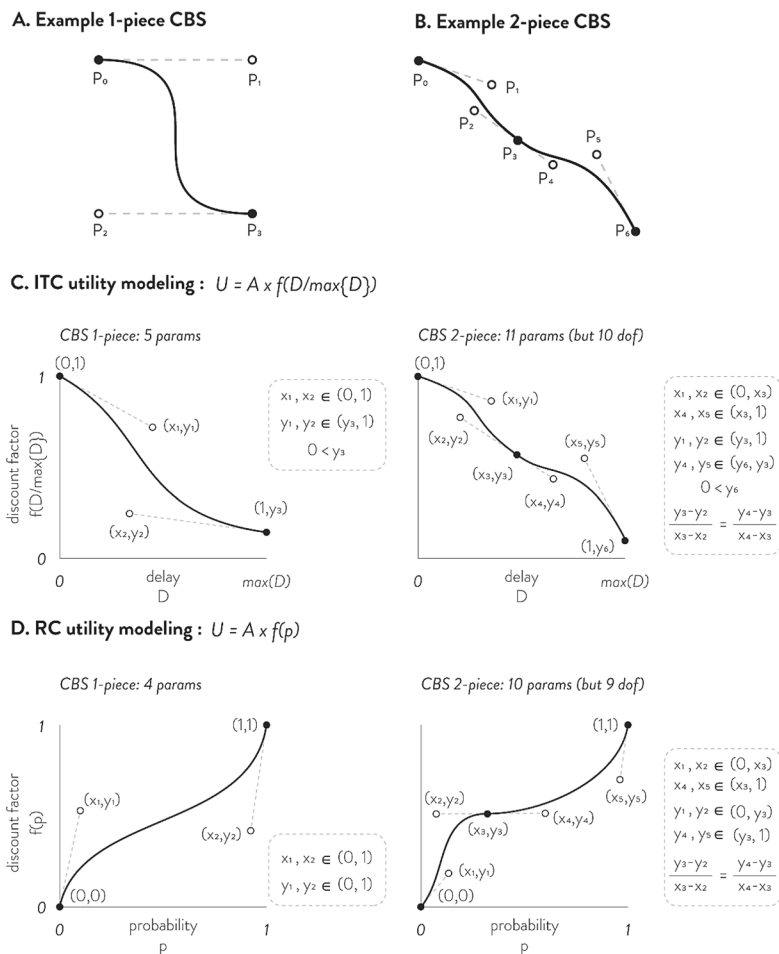 A. Example 1-piece CBS
P₀
P₁
P₂
P₃
B. Example 2-piece CBS
P₀
P₁
P₂
P₃
P₄
P₅
P₆
C. ITC utility modeling : U = A x f(D/max{D})
CBS 1-piece: 5 params
(0,1)
1
discount factor
f(D/max{D})
(x₁,y₁)
(x₂,y₂)
(1,y₃)
0
0
delay
D
max(D)
x₁ , x₂ ∈ (0, 1)
y₁ , y₂ ∈ (y₃, 1)
0 < y₃
CBS 2-piece: 11 params (but 10 dof)
(0,1)
(x₁,y₁)
(x₂,y₂)
(x₃,y₃)
(x₄,y₄)
(x₅,y₅)
(1,y₆)
0
delay
D
max(D)
x₁ , x₂ ∈ (0, x₃)
x₄ , x₅ ∈ (x₃, 1)
y₁ , y₂ ∈ (y₃, 1)
y₄ , y₅ ∈ (y₆, y₃)
0 < y₆
y₃-y₂ / x₃-x₂ = y₄-y₃ / x₄-x₃
D. RC utility modeling : U = A x f(p)
CBS 1-piece: 4 params
1
discount factor
f(p)
(1,1)
(x₁,y₁)
(x₂,y₂)
(0,0)
0
0
probability
p
1
x₁ , x₂ ∈ (0, 1)
y₁ , y₂ ∈ (0, 1)
CBS 2-piece: 10 params (but 9 dof)
(1,1)
(x₂,y₂)
(x₃,y₃)
(x₄,y₄)
(x₅,y₅)
(x₁,y₁)
(0,0)
0
probability
p
1
x₁ , x₂ ∈ (0, x₃)
x₄ , x₅ ∈ (x₃, 1)
y₁ , y₂ ∈ (0, y₃)
y₄ , y₅ ∈ (y₃, 1)
y₃-y₂ / x₃-x₂ = y₄-y₃ / x₄-x₃